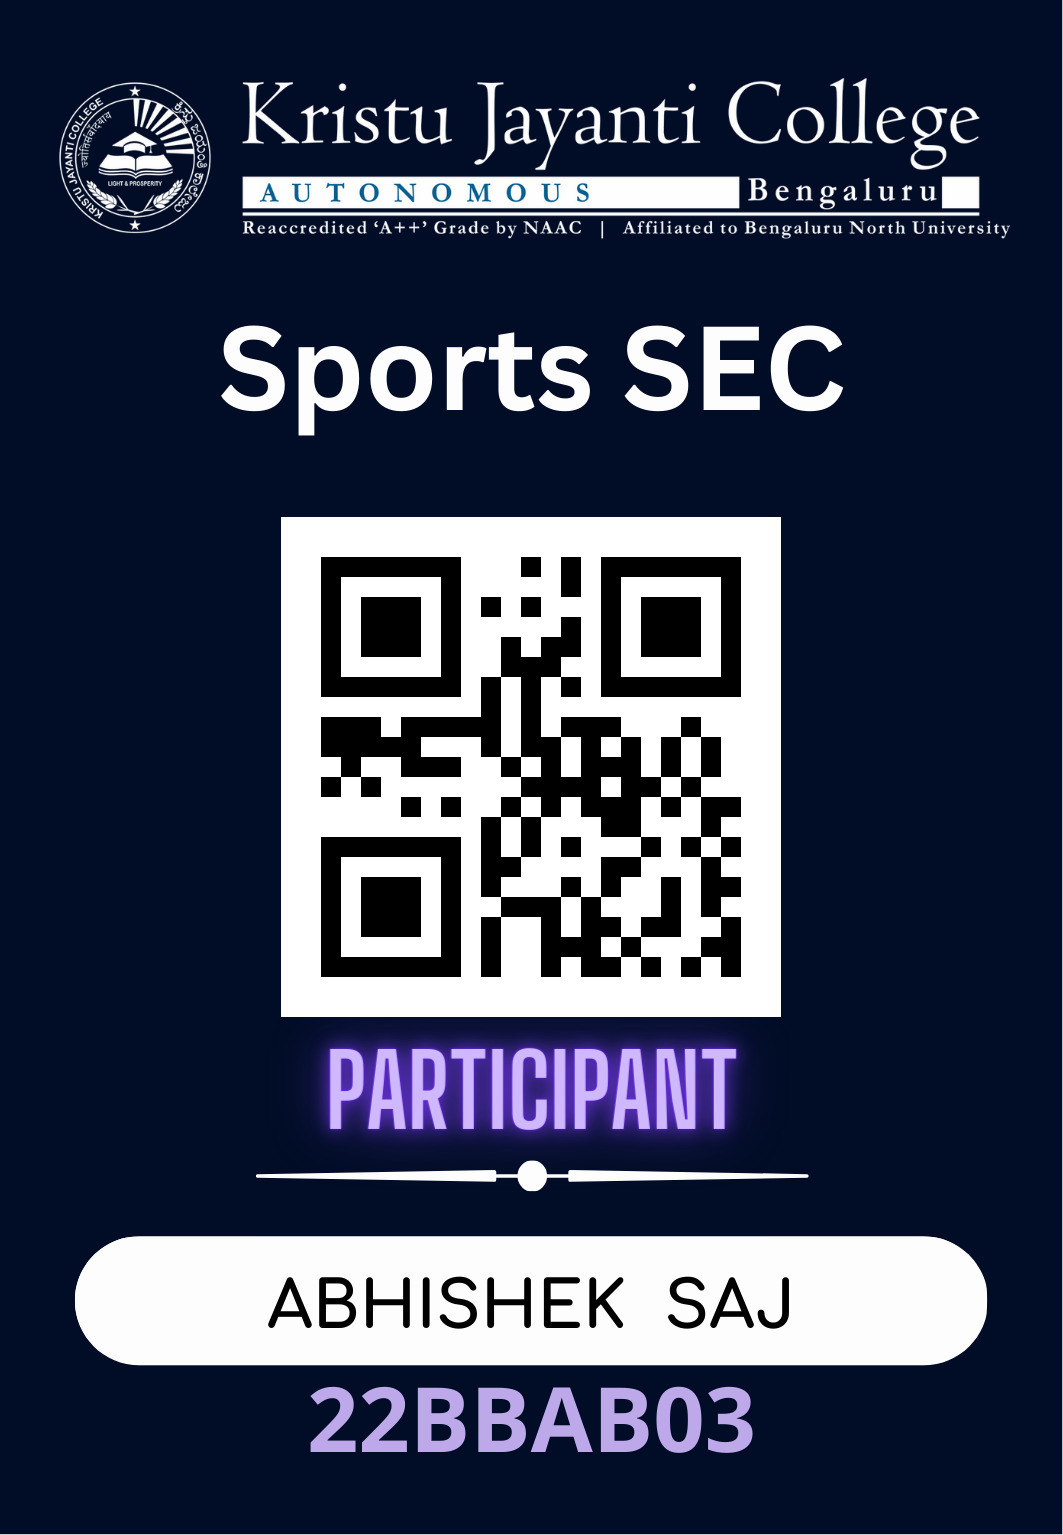 KRISTU JAYANTI COLLEGE
ಕ್ರಿಸ್ತು ಜಯಂತಿ ಕಾಲೇಜು
LIGHT & PROSPERITY
Kristu Jayanti College
AUTONOMOUS Bengaluru
Reaccredited ‘A++’ Grade by NAAC | Affiliated to Bengaluru North University
Sports SEC
PARTICIPANT
ABHISHEK SAJ
22BBAB03